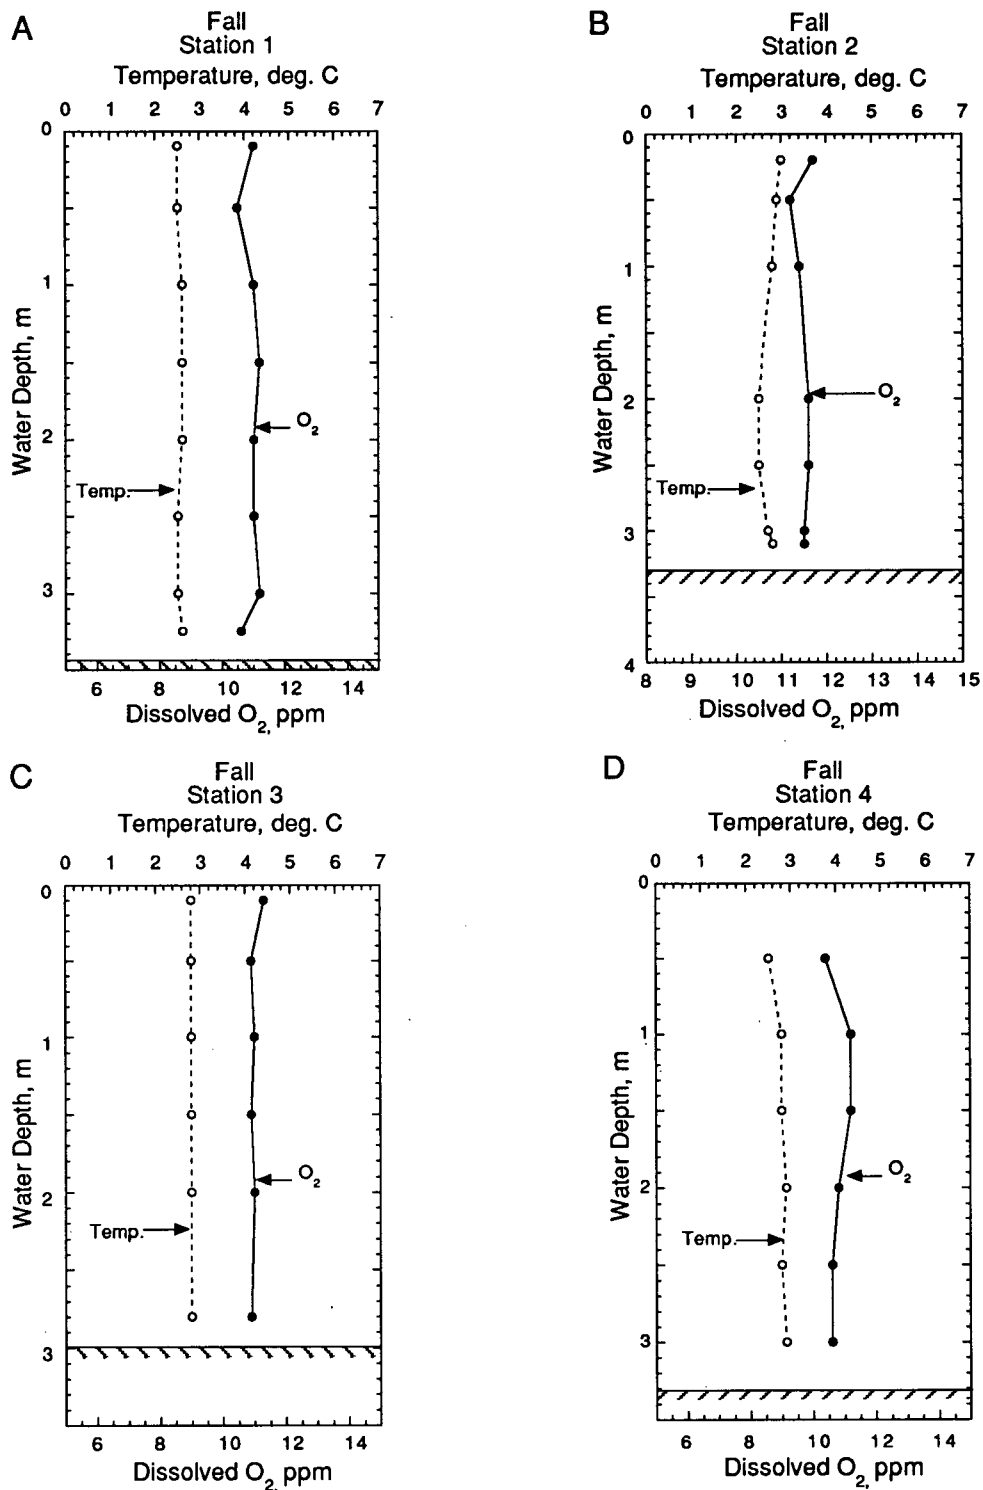 A
Fall
Station 1
Temperature, deg. C
0 1 2 3 4 5 6 7
0
1
2
3
Water Depth, m
O2
Temp.
6 8 10 12 14
Dissolved O2, ppm
B
Fall
Station 2
Temperature, deg. C
0 1 2 3 4 5 6 7
0
1
2
3
4
Water Depth, m
O2
Temp.
8 9 10 11 12 13 14 15
Dissolved O2, ppm
C
Fall
Station 3
Temperature, deg. C
0 1 2 3 4 5 6 7
0
1
2
3
Water Depth, m
O2
Temp.
6 8 10 12 14
Dissolved O2, ppm
D
Fall
Station 4
Temperature, deg. C
0 1 2 3 4 5 6 7
0
1
2
3
Water Depth, m
O2
Temp.
6 8 10 12 14
Dissolved O2, ppm